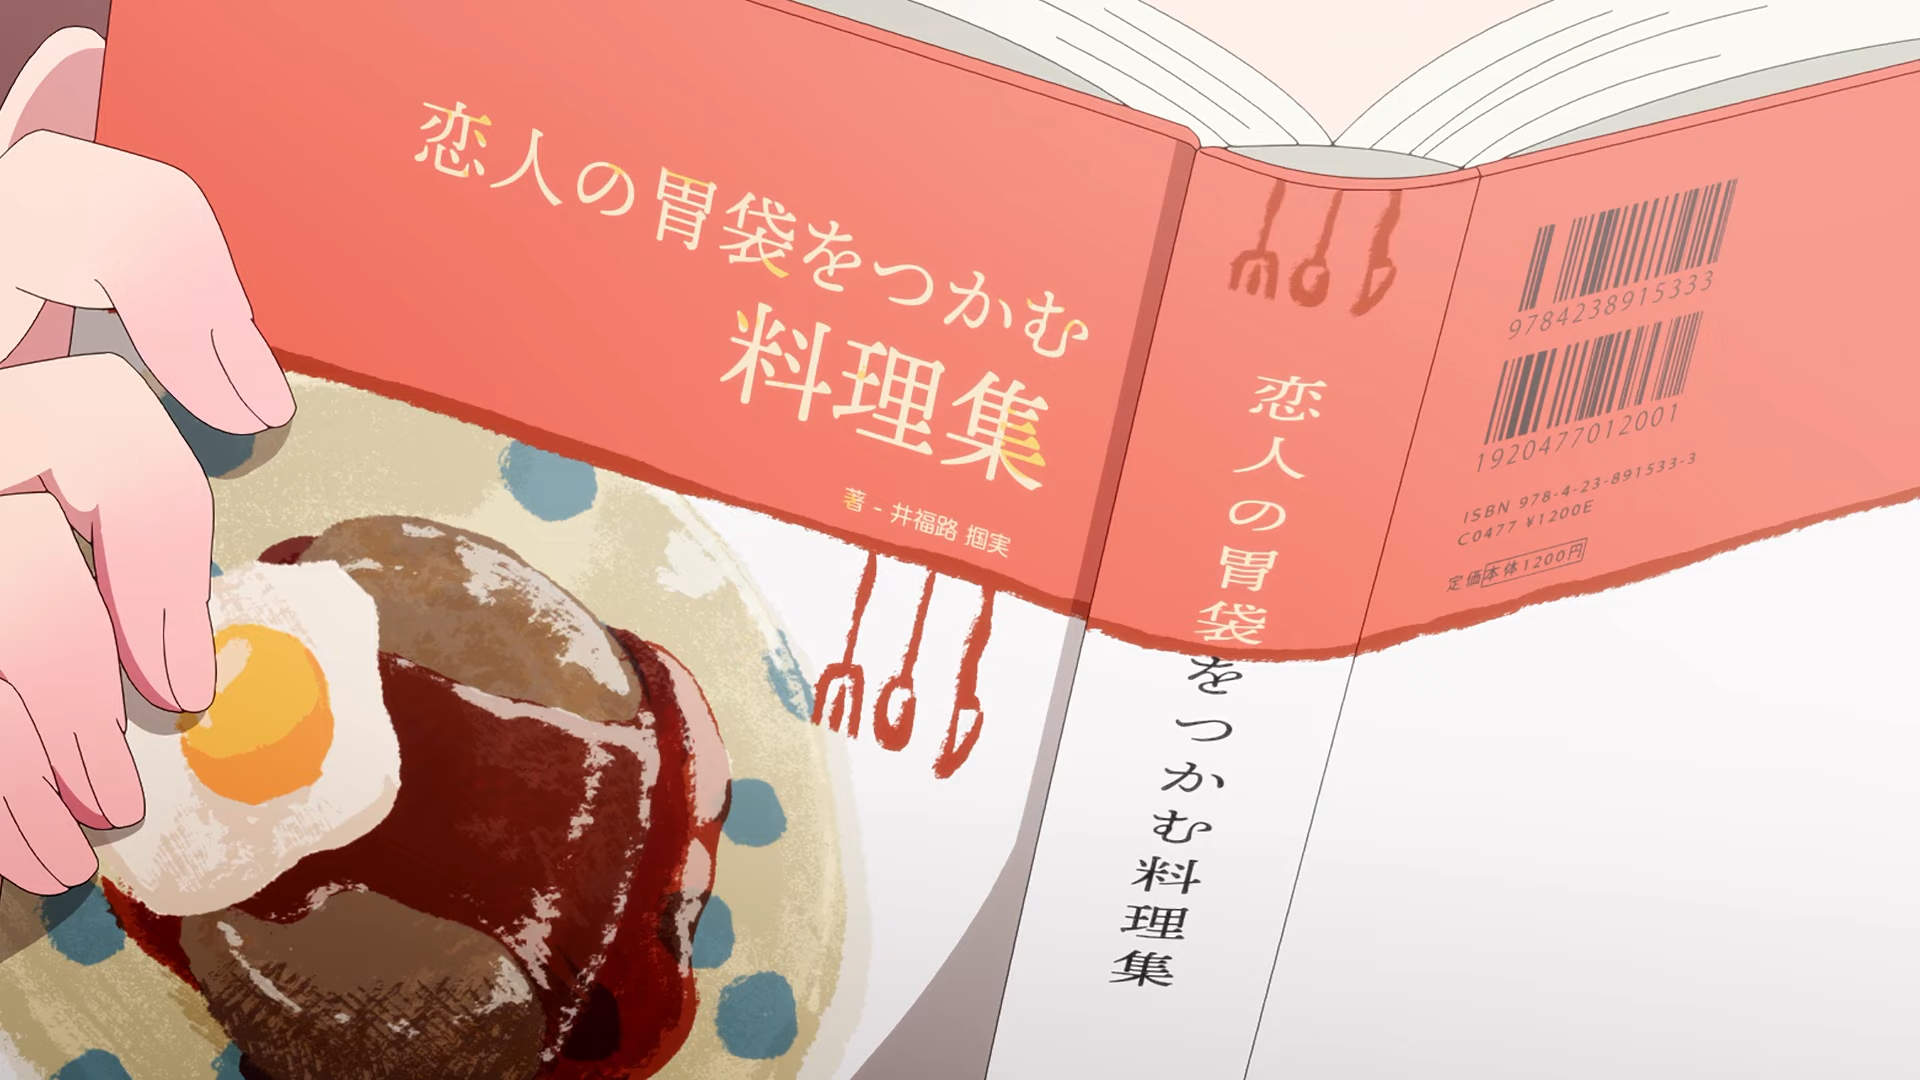 恋人の胃袋をつかむ
料理集
著 - 井福路 掴実
恋人の胃袋をつかむ料理集
9784238915333
1920477012001
ISBN 978-4-23-891533-3
C0477 ¥1200E
定価本体1200円